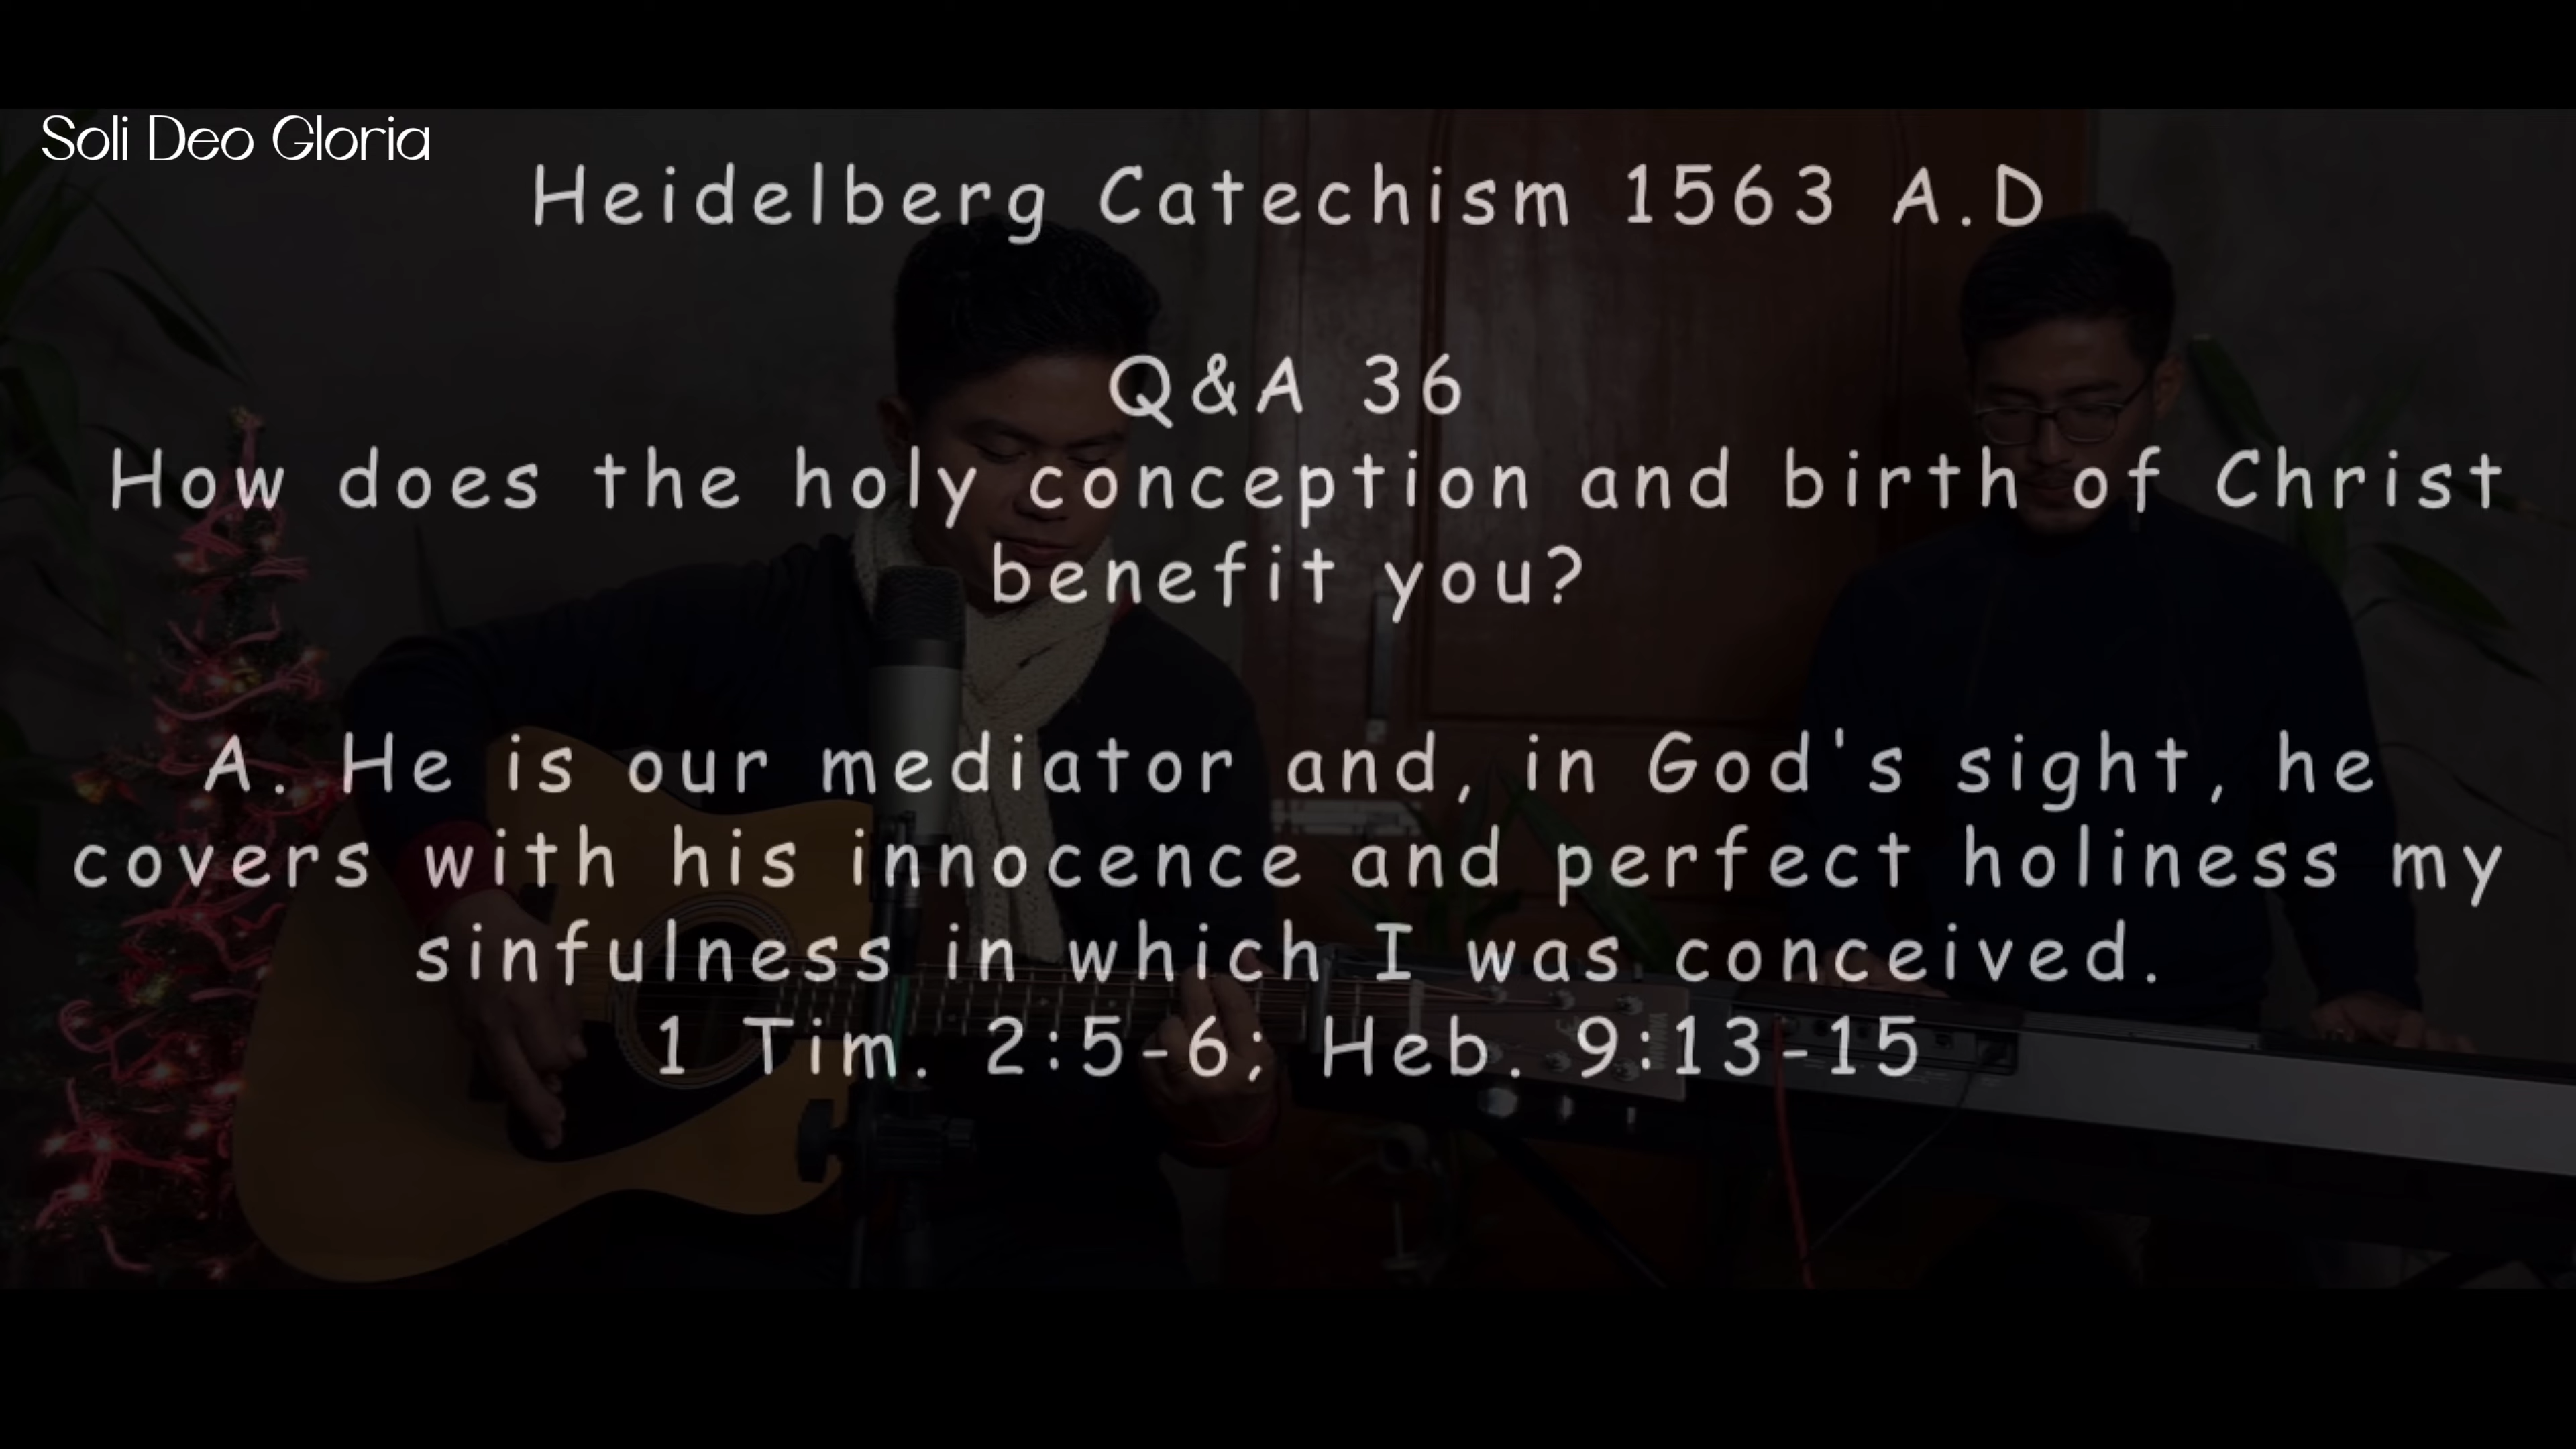 Soli Deo Gloria
Heidelberg Catechism 1563 A.D
Q&A 36
How does the holy conception and birth of Christ
benefit you?
A. He is our mediator and, in God's sight, he
covers with his innocence and perfect holiness my
sinfulness in which I was conceived.
1 Tim. 2:5-6; Heb. 9:13-15